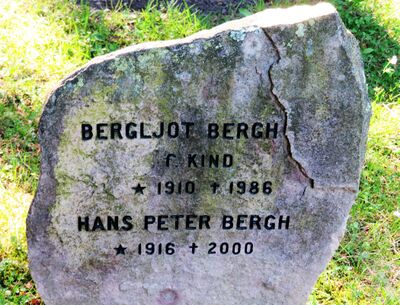 BERGLJOT BERGH
F. KIND
★ 1910 ✝ 1986
HANS PETER BERGH
★ 1916 ✝ 2000